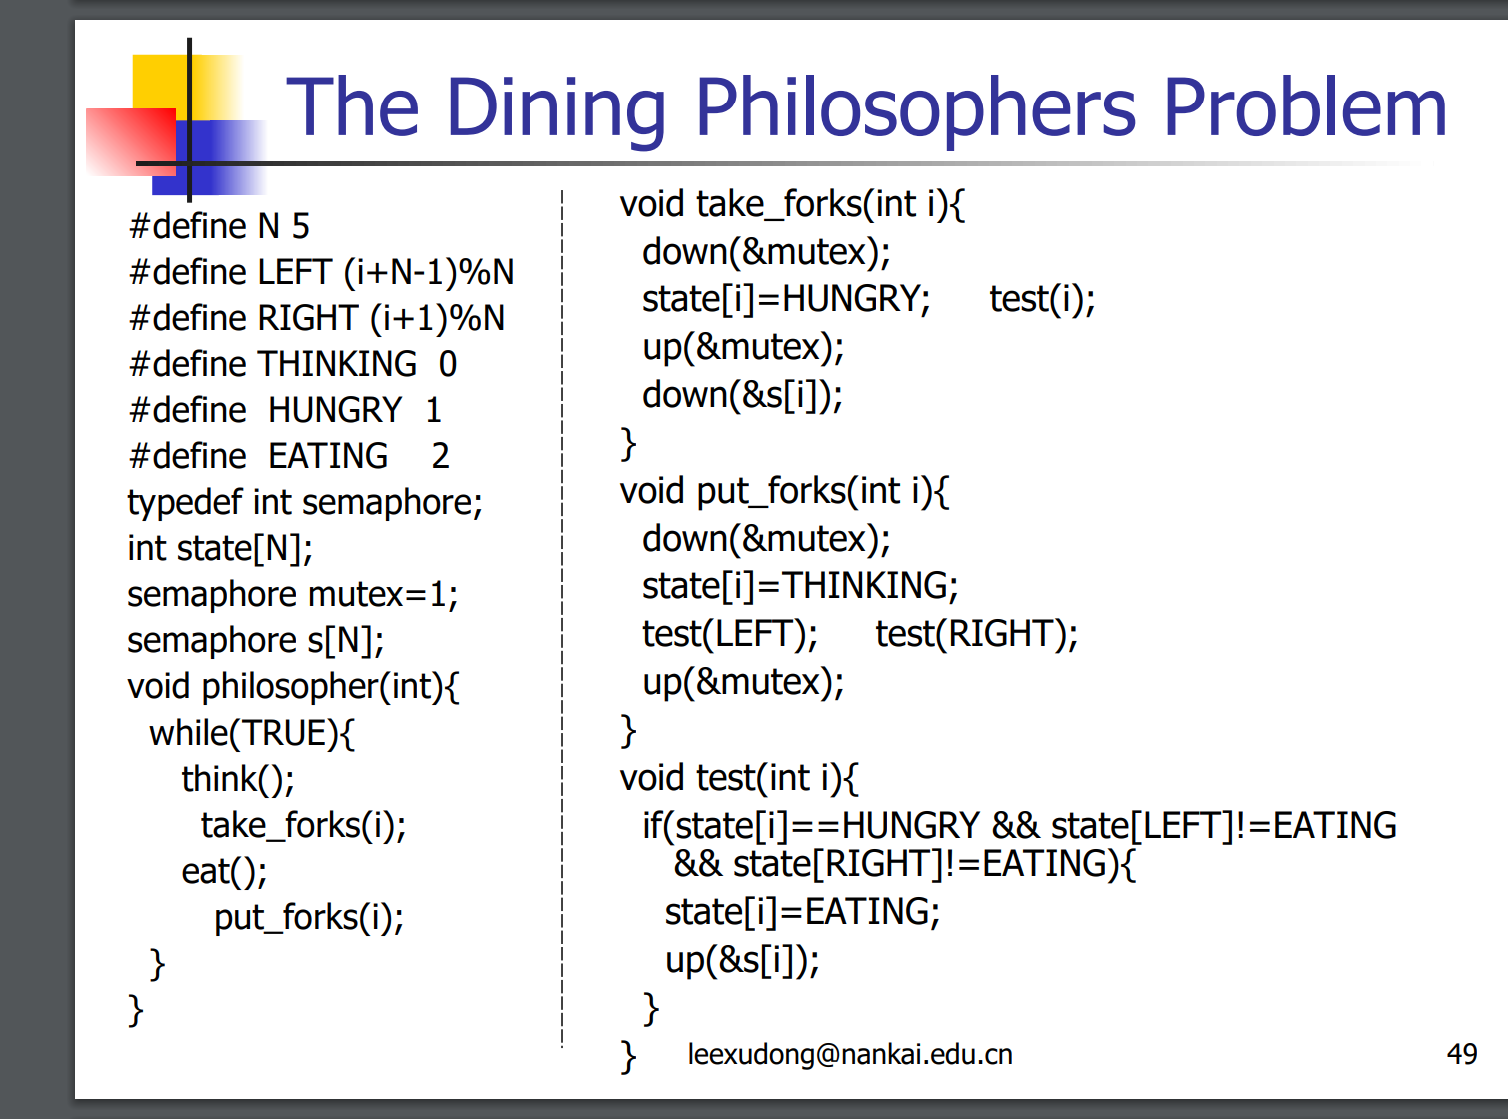 The Dining Philosophers Problem
#define N 5
#define LEFT (i+N-1)%N
#define RIGHT (i+1)%N
#define THINKING 0
#define HUNGRY 1
#define EATING 2
typedef int semaphore;
int state[N];
semaphore mutex=1;
semaphore s[N];
void philosopher(int){
while(TRUE){
think();
take_forks(i);
eat();
put_forks(i);
}
}
void take_forks(int i){
down(&mutex);
state[i]=HUNGRY; test(i);
up(&mutex);
down(&s[i]);
}
void put_forks(int i){
down(&mutex);
state[i]=THINKING;
test(LEFT); test(RIGHT);
up(&mutex);
}
void test(int i){
if(state[i]==HUNGRY && state[LEFT]!=EATING
&& state[RIGHT]!=EATING){
state[i]=EATING;
up(&s[i]);
}
}
leexudong@nankai.edu.cn
49